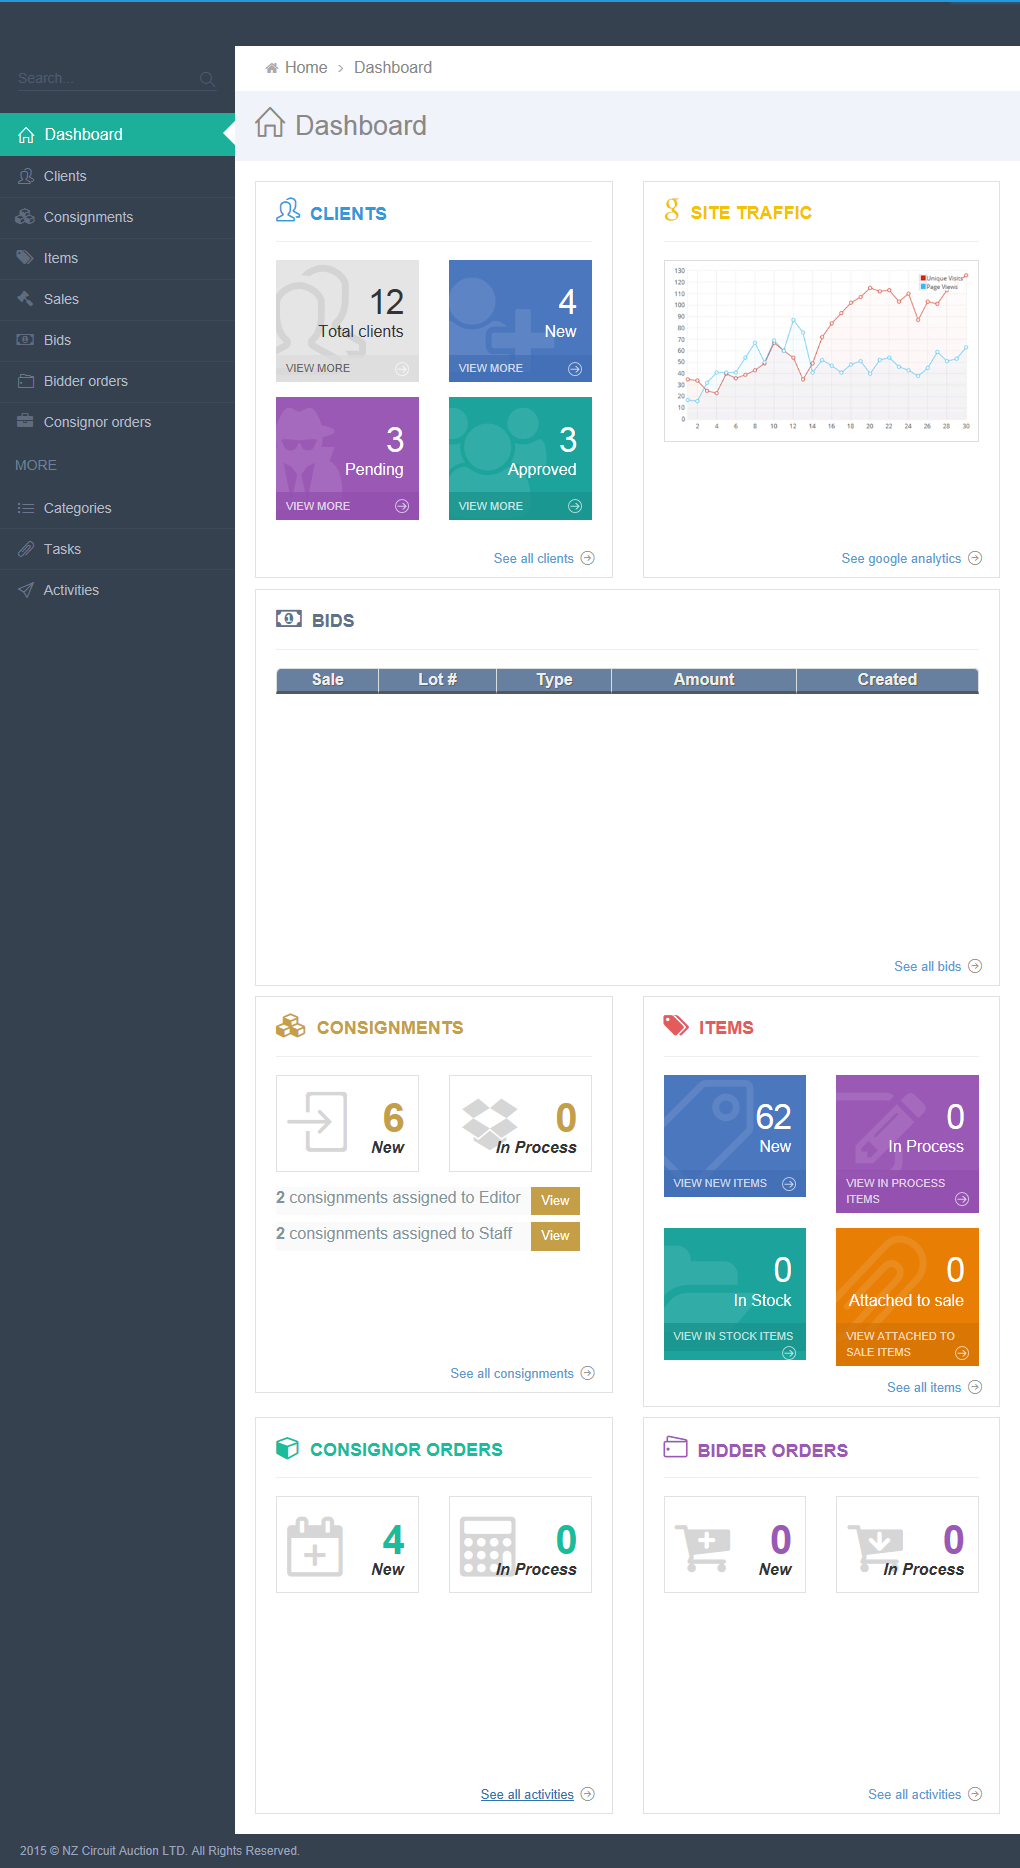 Search...
Home > Dashboard
Dashboard
Dashboard
Clients
Consignments
Items
Sales
Bids
Bidder orders
Consignor orders
MORE
Categories
Tasks
Activities
CLIENTS
12
Total clients
VIEW MORE
4
New
VIEW MORE
3
Pending
VIEW MORE
3
Approved
VIEW MORE
See all clients
SITE TRAFFIC
Unique Visits
Page Views
130
120
110
100
90
80
70
60
50
40
30
20
10
0
2 4 6 8 10 12 14 16 18 20 22 24 26 28 30
See google analytics
BIDS
Sale Lot # Type Amount Created
See all bids
CONSIGNMENTS
6
New
0
In Process
2 consignments assigned to Editor View
2 consignments assigned to Staff View
See all consignments
ITEMS
62
New
VIEW NEW ITEMS
0
In Process
VIEW IN PROCESS
ITEMS
0
In Stock
VIEW IN STOCK ITEMS
0
Attached to sale
VIEW ATTACHED TO
SALE ITEMS
See all items
CONSIGNOR ORDERS
4
New
0
In Process
See all activities
BIDDER ORDERS
0
New
0
In Process
See all activities
2015 © NZ Circuit Auction LTD. All Rights Reserved.